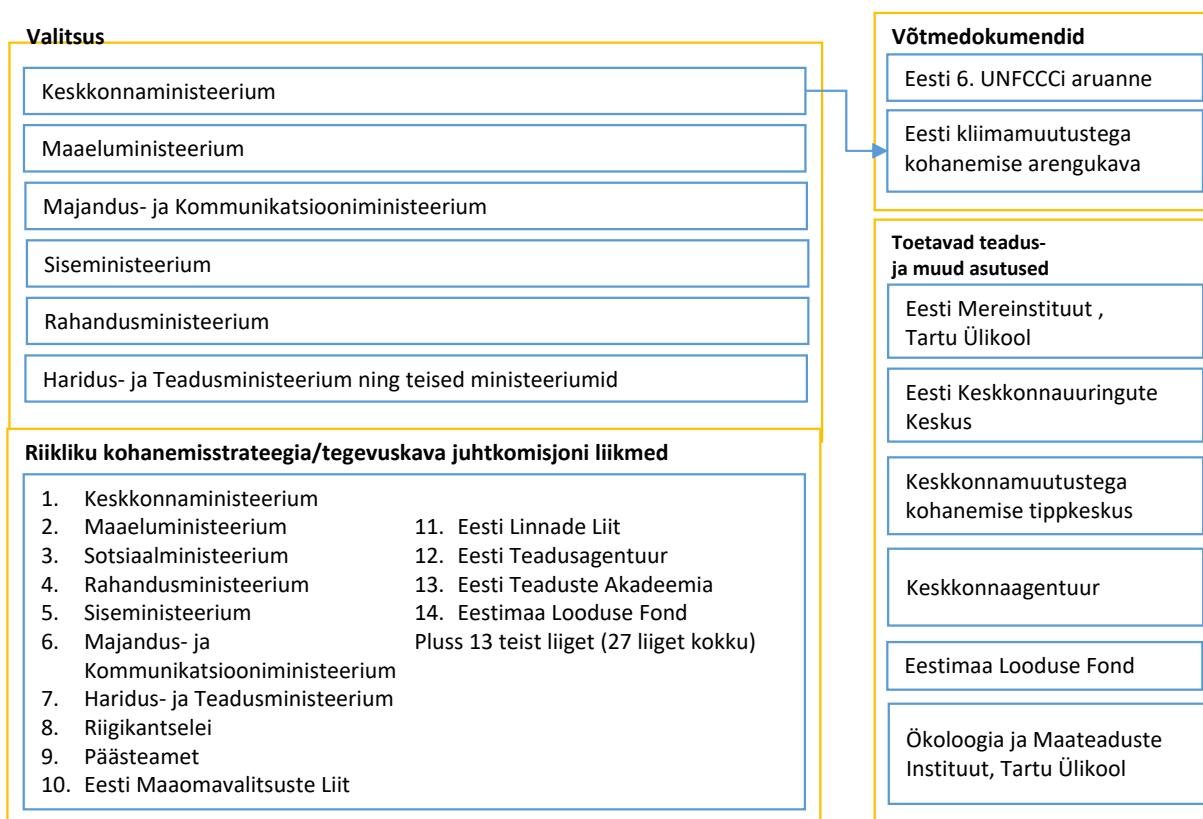 Valitsus
Keskkonnaministeerium
Maaeluministeerium
Majandus- ja Kommunikatsiooniministeerium
Siseministeerium
Rahandusministeerium
Haridus- ja Teadusministeerium ning teised ministeeriumid
Riikliku kohanemisstrateegia/tegevuskava juhtkomisjoni liikmed
1. Keskkonnaministeerium
2. Maaeluministeerium
3. Sotsiaalministeerium
4. Rahandusministeerium
5. Siseministeerium
6. Majandus- ja
Kommunikatsiooniministeerium
7. Haridus- ja Teadusministeerium
8. Riigikantselei
9. Päästeamet
10. Eesti Maaomavalitsuste Liit
11. Eesti Linnade Liit
12. Eesti Teadusagentuur
13. Eesti Teaduste Akadeemia
14. Eestimaa Looduse Fond
Pluss 13 teist liiget (27 liiget kokku)
Võtmedokumendid
Eesti 6. UNFCCCi aruanne
Eesti kliimamuutustega
kohanemise arengukava
Toetavad teadus-
ja muud asutused
Eesti Mereinstituut ,
Tartu Ülikool
Eesti Keskkonnauuringute
Keskus
Keskkonnamuutustega
kohanemise tippkeskus
Keskkonnaagentuur
Eestimaa Looduse Fond
Ökoloogia ja Maateaduste
Instituut, Tartu Ülikool